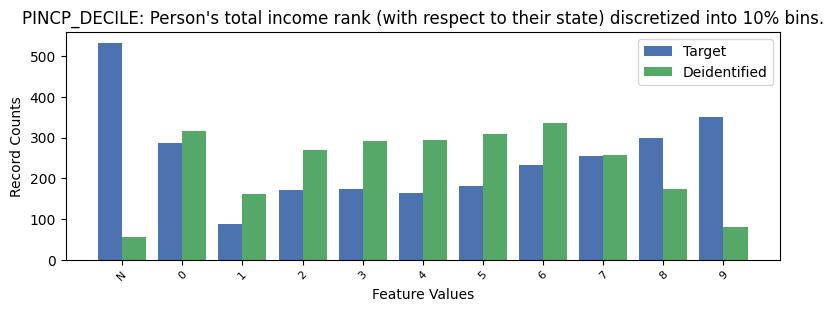 PINCP_DECILE: Person's total income rank (with respect to their state) discretized into 10% bins.
500
400
300
200
100
0
Record Counts
Target
Deidentified
N 0 1 2 3 4 5 6 7 8 9
Feature Values